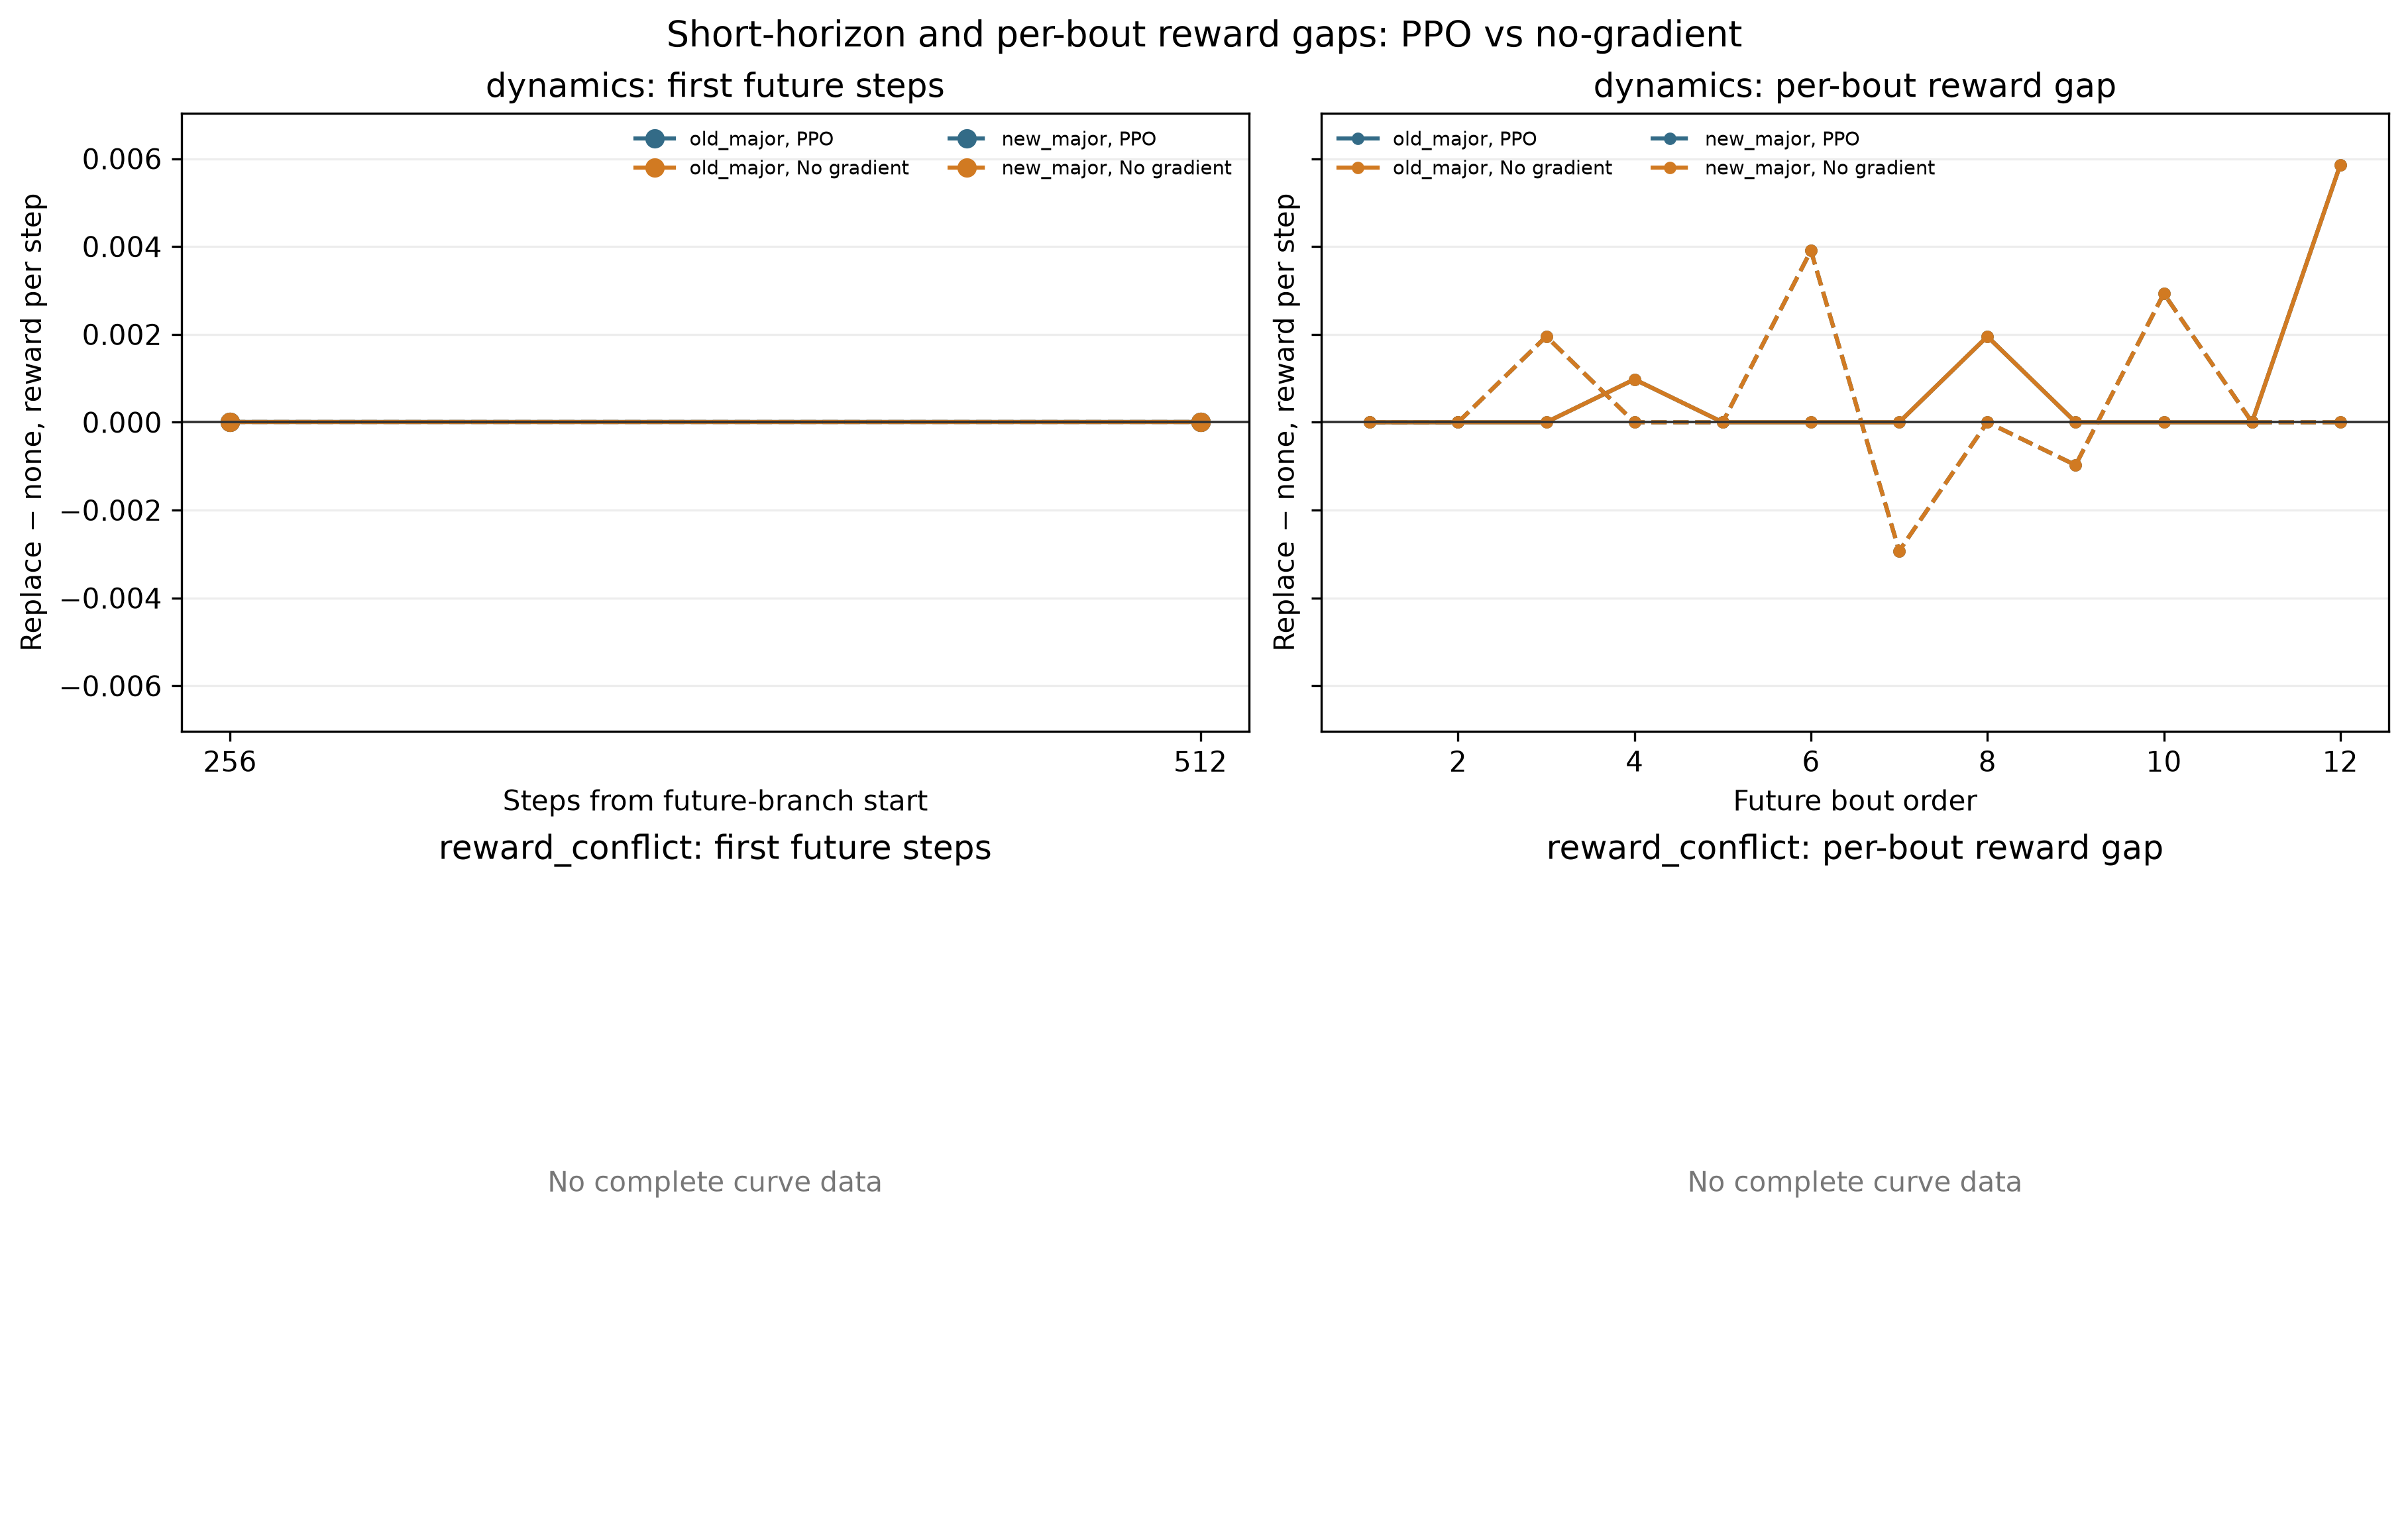 Short-horizon and per-bout reward gaps: PPO vs no-gradient
dynamics: first future steps
old_major, PPO
new_major, PPO
old_major, No gradient
new_major, No gradient
Replace − none, reward per step
0.006
0.004
0.002
0.000
−0.002
−0.004
−0.006
256
512
Steps from future-branch start
dynamics: per-bout reward gap
old_major, PPO
new_major, PPO
old_major, No gradient
new_major, No gradient
Replace − none, reward per step
2
4
6
8
10
12
Future bout order
reward_conflict: first future steps
No complete curve data
reward_conflict: per-bout reward gap
No complete curve data